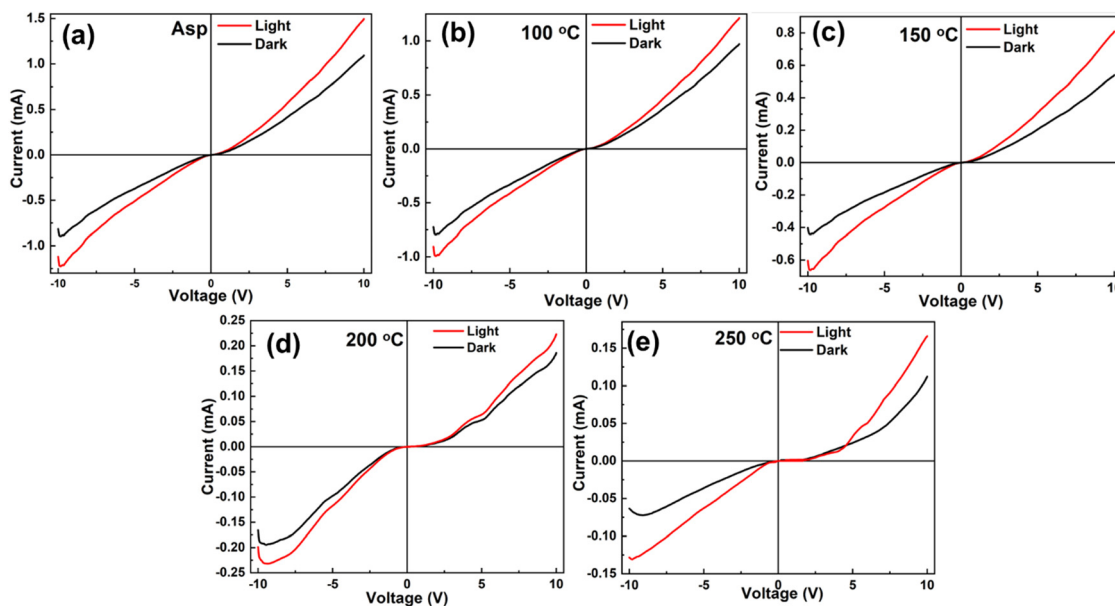 (a)
Asp
Light
Dark
Current (mA)
1.5
1.0
0.5
0.0
-0.5
-1.0
-10
-5
0
5
10
Voltage (V)
(b)
100 °C
Light
Dark
Current (mA)
1.0
0.5
0.0
-0.5
-1.0
-10
-5
0
5
10
Voltage (V)
(c)
150 °C
Light
Dark
Current (mA)
0.8
0.6
0.4
0.2
0.0
-0.2
-0.4
-0.6
-10
-5
0
5
10
Voltage (V)
(d)
200 °C
Light
Dark
Current (mA)
0.25
0.20
0.15
0.10
0.05
0.00
-0.05
-0.10
-0.15
-0.20
-0.25
-10
-5
0
5
10
Voltage (V)
(e)
250 °C
Light
Dark
Current (mA)
0.15
0.10
0.05
0.00
-0.05
-0.10
-0.15
-10
-5
0
5
10
Voltage (V)